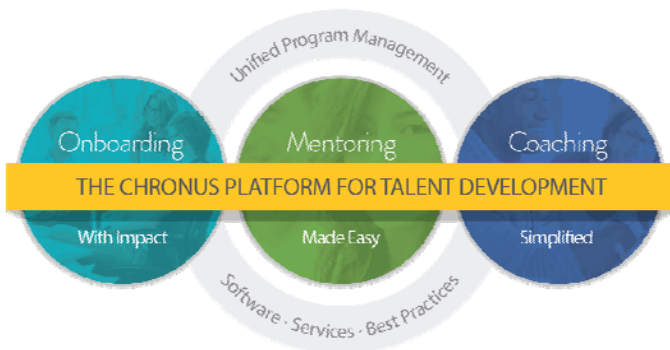 Unified Program Management
Onboarding
Mentoring
Coaching
THE CHRONUS PLATFORM FOR TALENT DEVELOPMENT
With Impact
Made Easy
Simplified
Software · Services · Best Practices